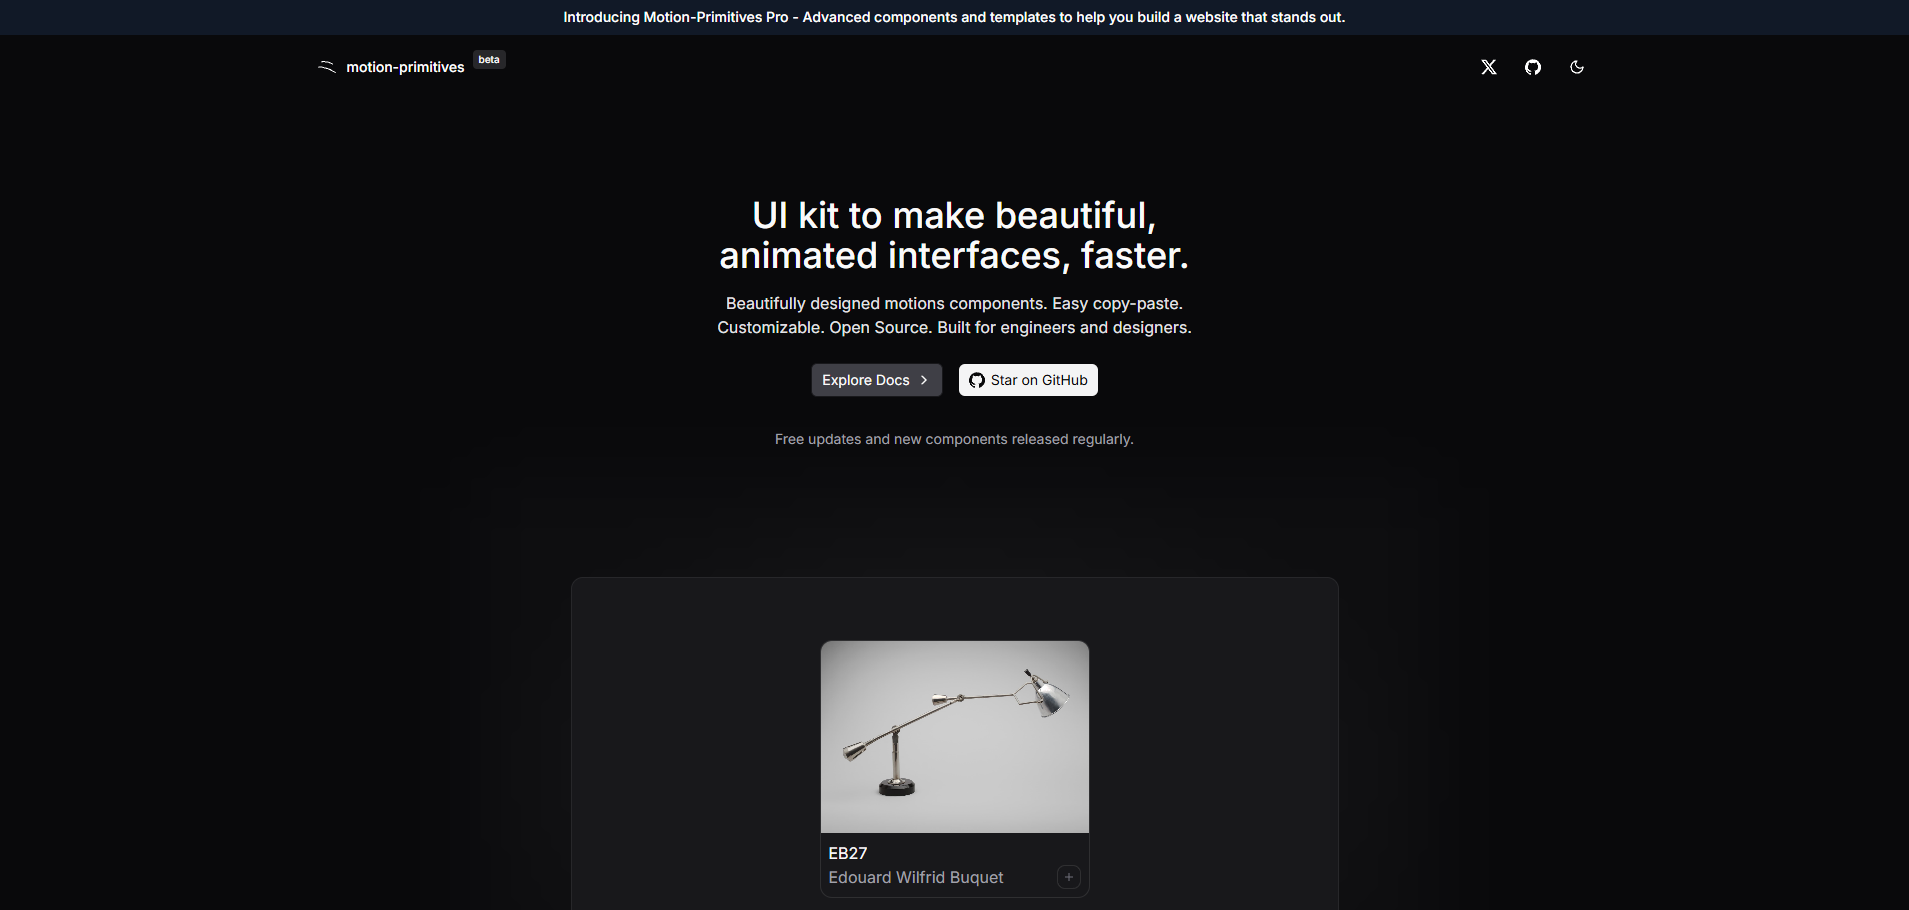 Introducing Motion-Primitives Pro - Advanced components and templates to help you build a website that stands out.
motion-primitives beta
UI kit to make beautiful,
animated interfaces, faster.
Beautifully designed motions components. Easy copy-paste.
Customizable. Open Source. Built for engineers and designers.
Explore Docs
Star on GitHub
Free updates and new components released regularly.
EB27
Edouard Wilfrid Buquet